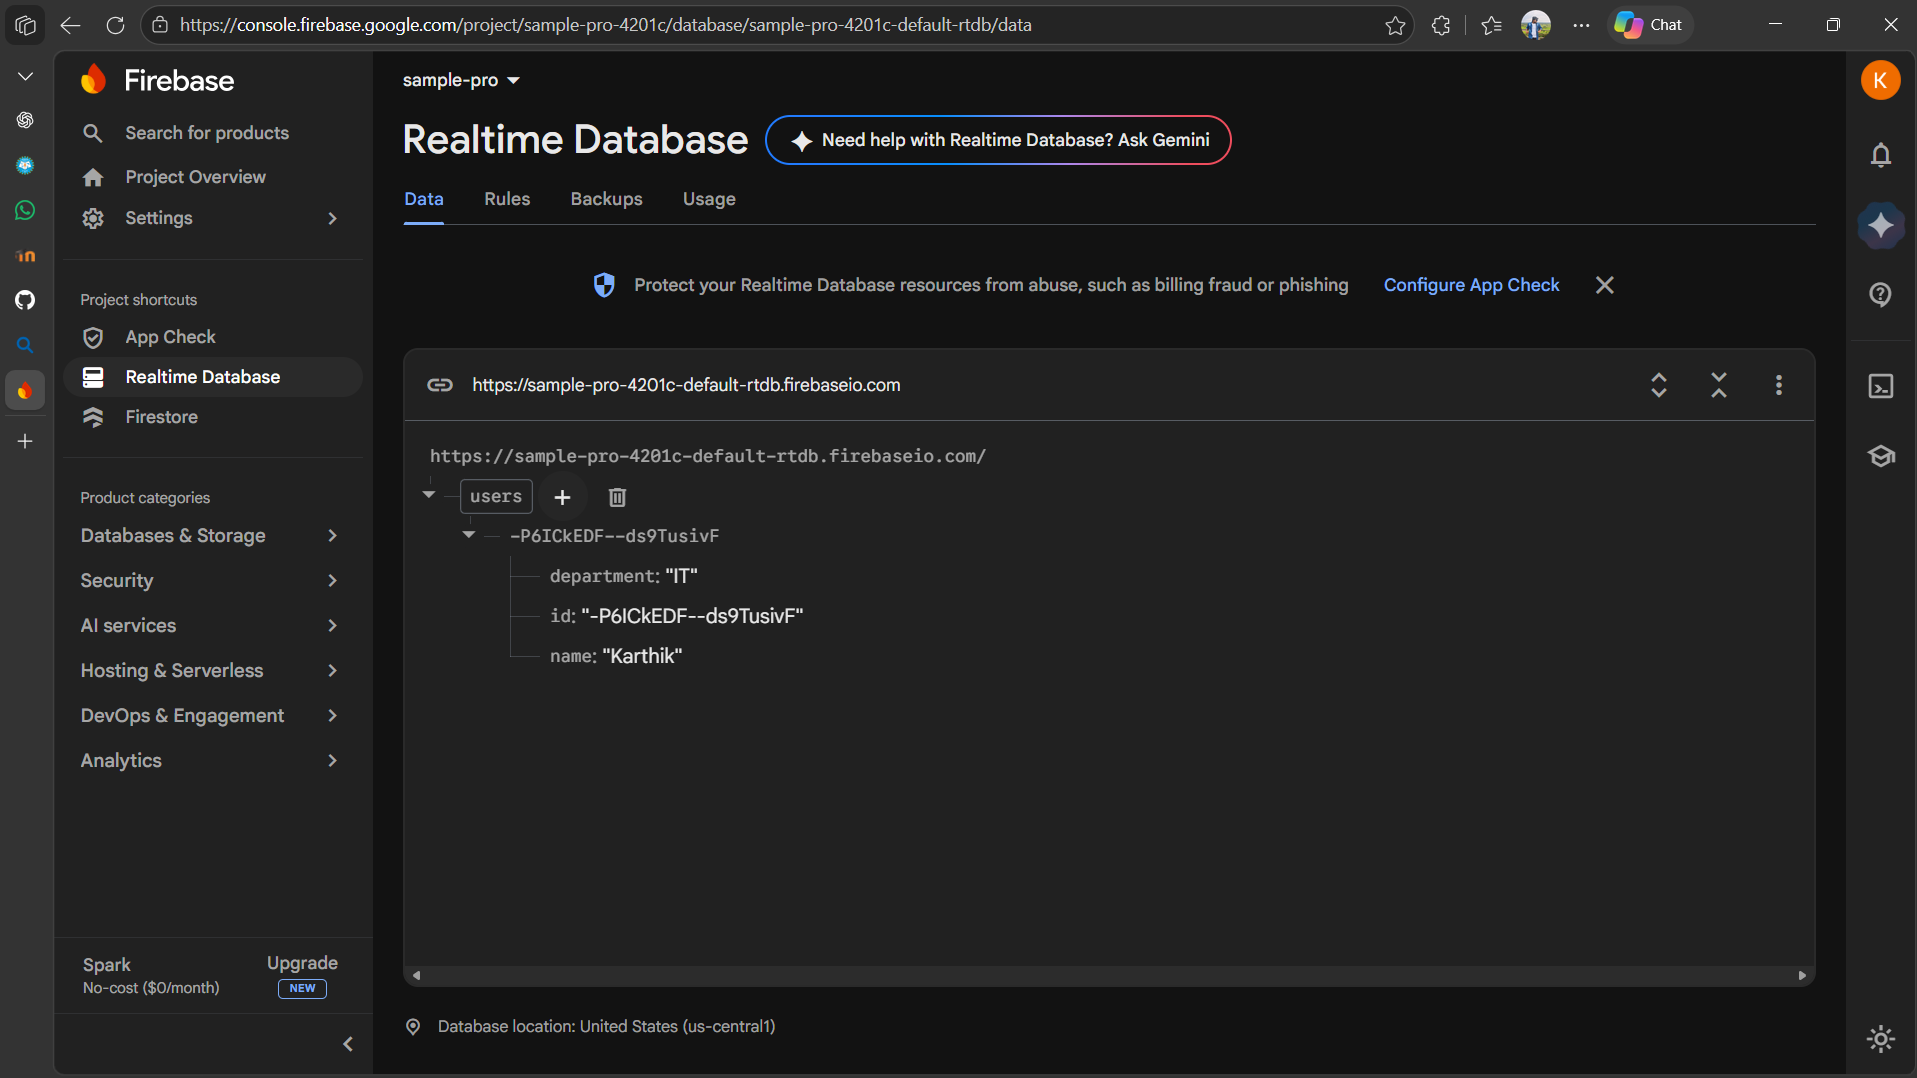 https://console.firebase.google.com/project/sample-pro-4201c/database/sample-pro-4201c-default-rtdb/data
Chat
Firebase
Search for products
Project Overview
Settings
Project shortcuts
App Check
Realtime Database
Firestore
Product categories
Databases & Storage
Security
AI services
Hosting & Serverless
DevOps & Engagement
Analytics
Spark
No-cost ($0/month)
Upgrade
NEW
sample-pro
Realtime Database
Need help with Realtime Database? Ask Gemini
Data Rules Backups Usage
Protect your Realtime Database resources from abuse, such as billing fraud or phishing Configure App Check
https://sample-pro-4201c-default-rtdb.firebaseio.com
https://sample-pro-4201c-default-rtdb.firebaseio.com/
users
-P6ICkEDF--ds9TusivF
department: "IT"
id: "-P6ICkEDF--ds9TusivF"
name: "Karthik"
Database location: United States (us-central1)
K